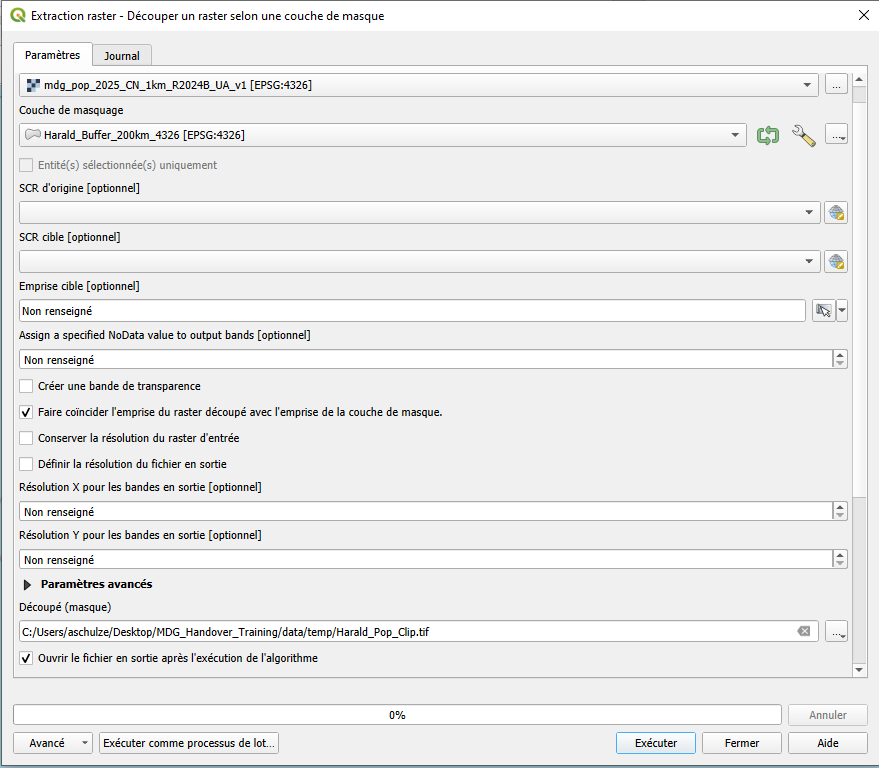 Extraction raster - Découper un raster selon une couche de masque
Paramètres
Journal
mdg_pop_2025_CN_1km_R2024B_UA_v1 [EPSG:4326]
...
Couche de masquage
Harald_Buffer_200km_4326 [EPSG:4326]
...
Entité(s) sélectionnée(s) uniquement
SCR d'origine [optionnel]
SCR cible [optionnel]
Emprise cible [optionnel]
Non renseigné
Assign a specified NoData value to output bands [optionnel]
Non renseigné
Créer une bande de transparence
Faire coïncider l'emprise du raster découpé avec l'emprise de la couche de masque.
Conserver la résolution du raster d'entrée
Définir la résolution du fichier en sortie
Résolution X pour les bandes en sortie [optionnel]
Non renseigné
Résolution Y pour les bandes en sortie [optionnel]
Non renseigné
Paramètres avancés
Découpé (masque)
C:/Users/aschulze/Desktop/MDG_Handover_Training/data/temp/Harald_Pop_Clip.tif
...
Ouvrir le fichier en sortie après l'exécution de l'algorithme
0%
Annuler
Avancé
Exécuter comme processus de lot...
Exécuter
Fermer
Aide